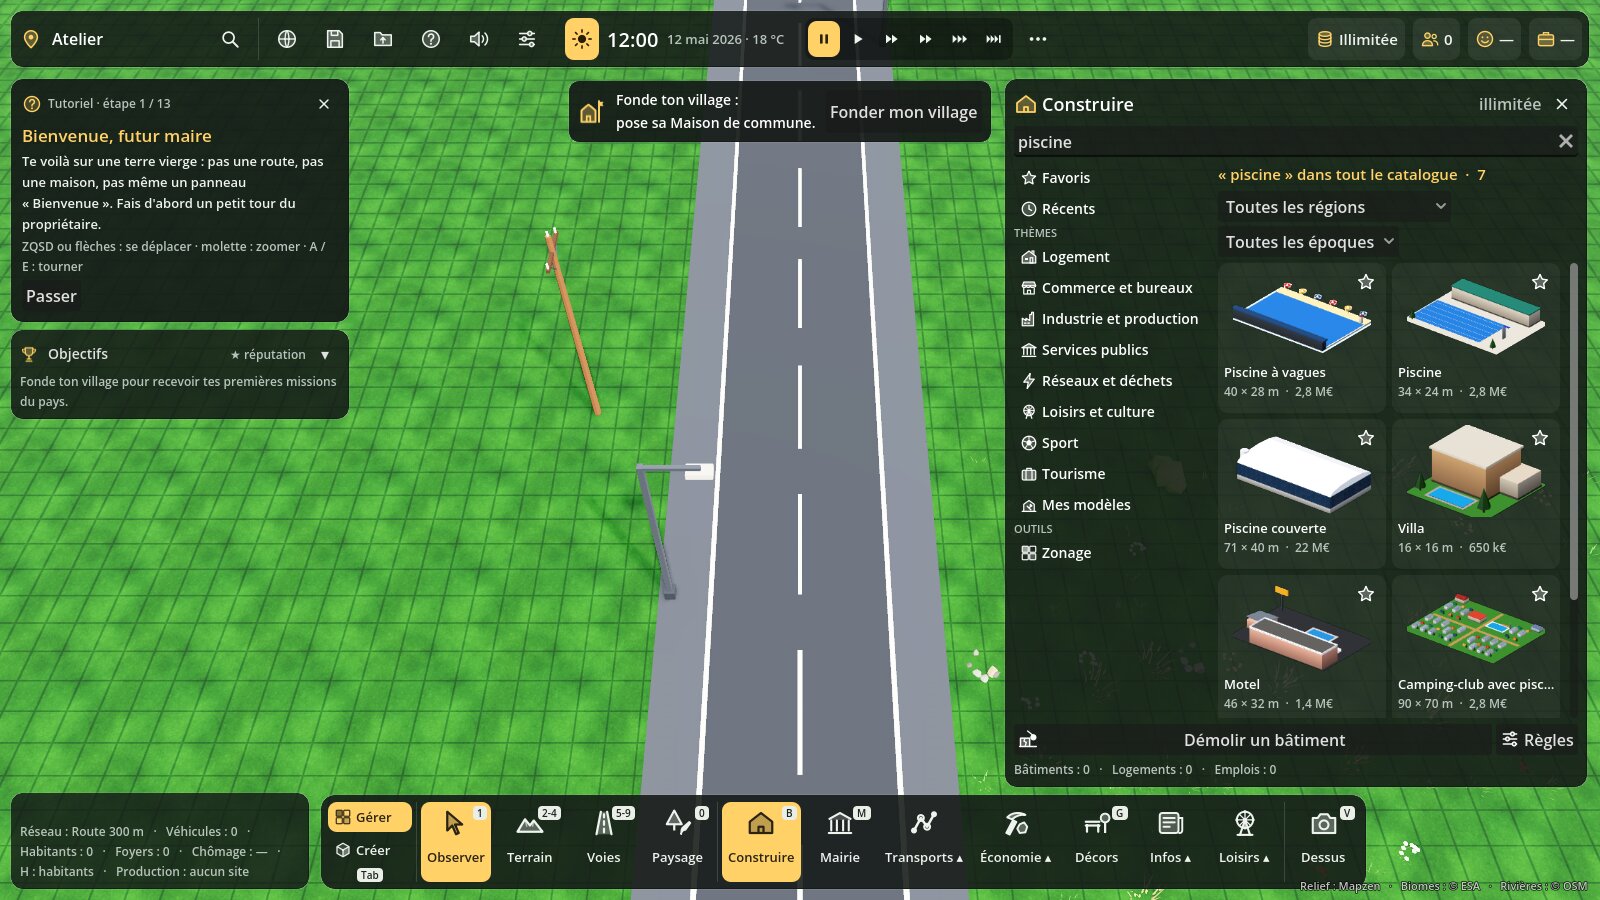 Atelier
12:00 12 mai 2026 · 18 °C
Illimitée
0
—
—
Tutoriel · étape 1 / 13
Bienvenue, futur maire
Te voilà sur une terre vierge : pas une route, pas
une maison, pas même un panneau
« Bienvenue ». Fais d'abord un petit tour du
propriétaire.
ZQSD ou flèches : se déplacer · molette : zoomer · A /
E : tourner
Passer
Objectifs
★ réputation ▼
Fonde ton village pour recevoir tes premières missions
du pays.
Fonde ton village :
pose sa Maison de commune.
Fonder mon village
Construire
illimitée
piscine
Favoris
Récents
THÈMES
Logement
Commerce et bureaux
Industrie et production
Services publics
Réseaux et déchets
Loisirs et culture
Sport
Tourisme
Mes modèles
OUTILS
Zonage
« piscine » dans tout le catalogue · 7
Toutes les régions
Toutes les époques
Piscine à vagues
40 × 28 m · 2,8 M€
Piscine
34 × 24 m · 2,8 M€
Piscine couverte
71 × 40 m · 22 M€
Villa
16 × 16 m · 650 k€
Motel
46 × 32 m · 1,4 M€
Camping-club avec pisc...
90 × 70 m · 2,8 M€
Démolir un bâtiment
Règles
Bâtiments : 0 · Logements : 0 · Emplois : 0
Réseau : Route 300 m · Véhicules : 0 ·
Habitants : 0 · Foyers : 0 · Chômage : — ·
H : habitants · Production : aucun site
Gérer
Créer
Tab
1
Observer
2-4
Terrain
5-9
Voies
0
Paysage
B
Construire
M
Mairie
Transports ▴
Économie ▴
G
Décors
Infos ▴
Loisirs ▴
V
Dessus
Relief : Mapzen · Biomes : © ESA · Rivières : © OSM